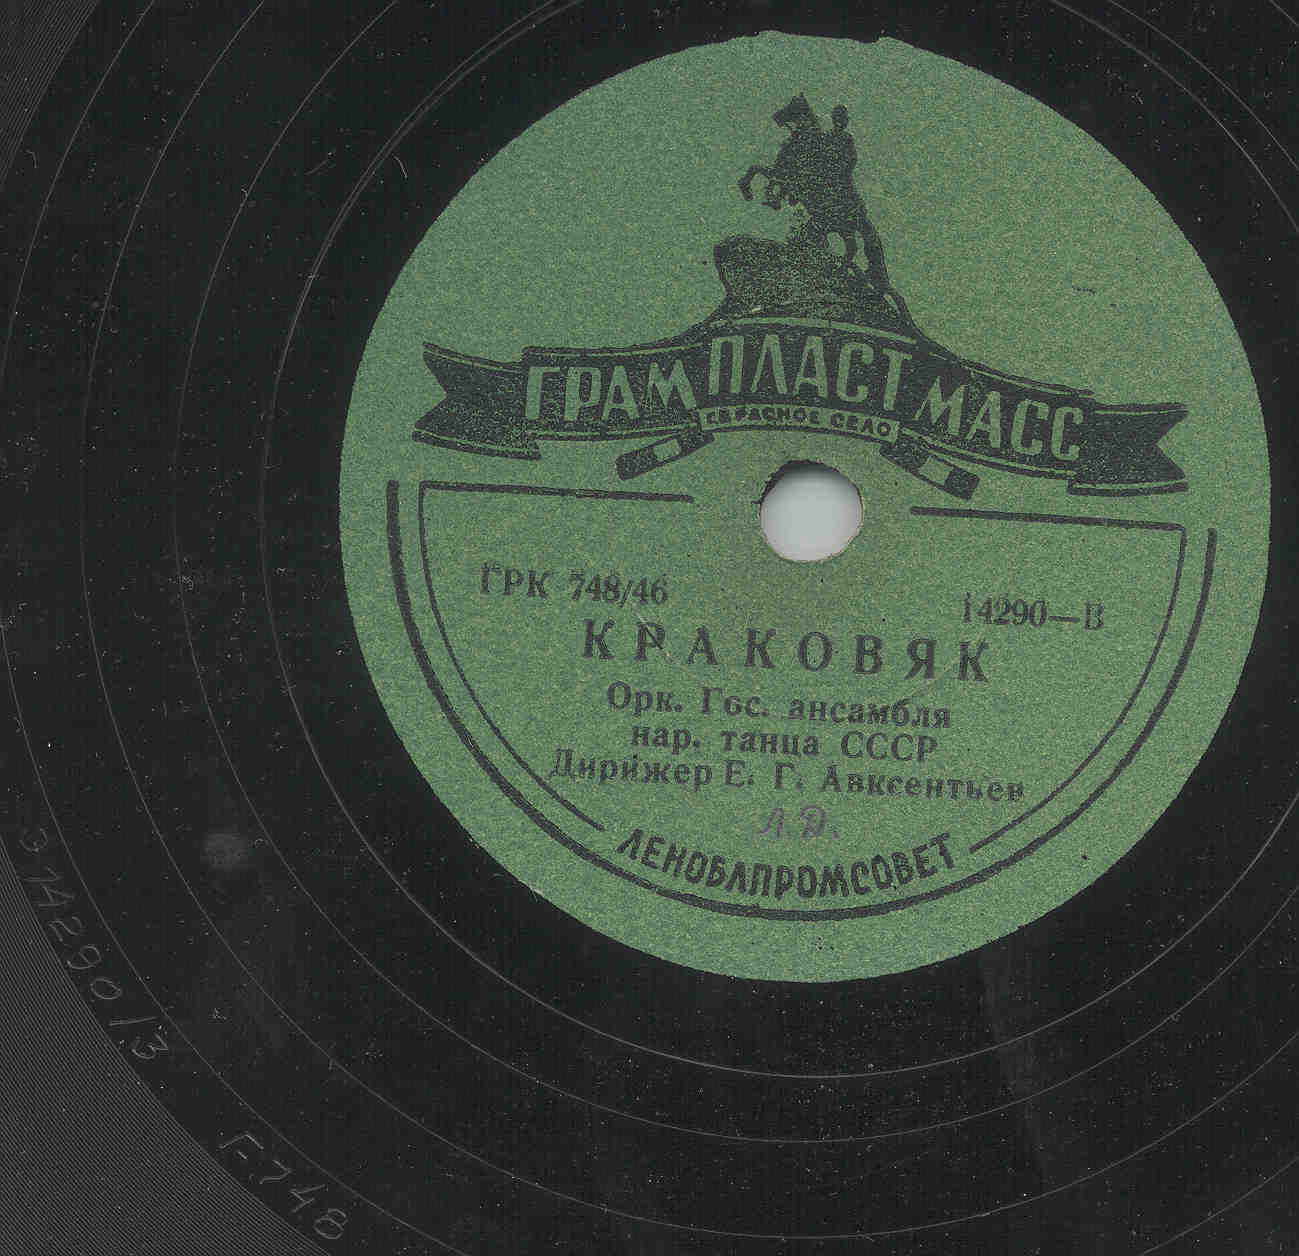 ГРАМПЛАСТМАСС
КРАСНОЕ СЕЛО
ГРК 748/46
14290—В
КРАКОВЯК
Орк. Гос. ансамбля
нар. танца СССР
Дирижер Е. Г. Авксентьев
А.Д.
ЛЕНОБЛПРОМСОВЕТ
14290/3
Г-748